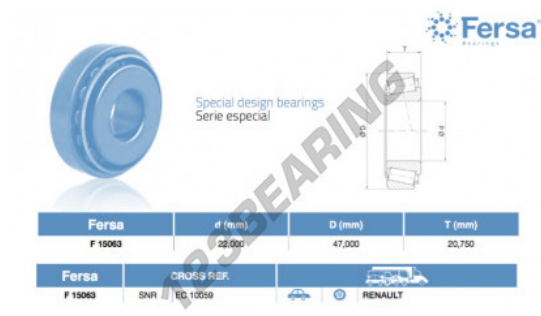 Fersa
Bearings
T
Special design bearings
Serie especial
Ø D
Ø d
123BEARING
Fersa d (mm) D (mm) T (mm)
F 15063 22,000 47,000 20,750
Fersa CROSS REF.
F 15063 SNR EC 10059 RENAULT